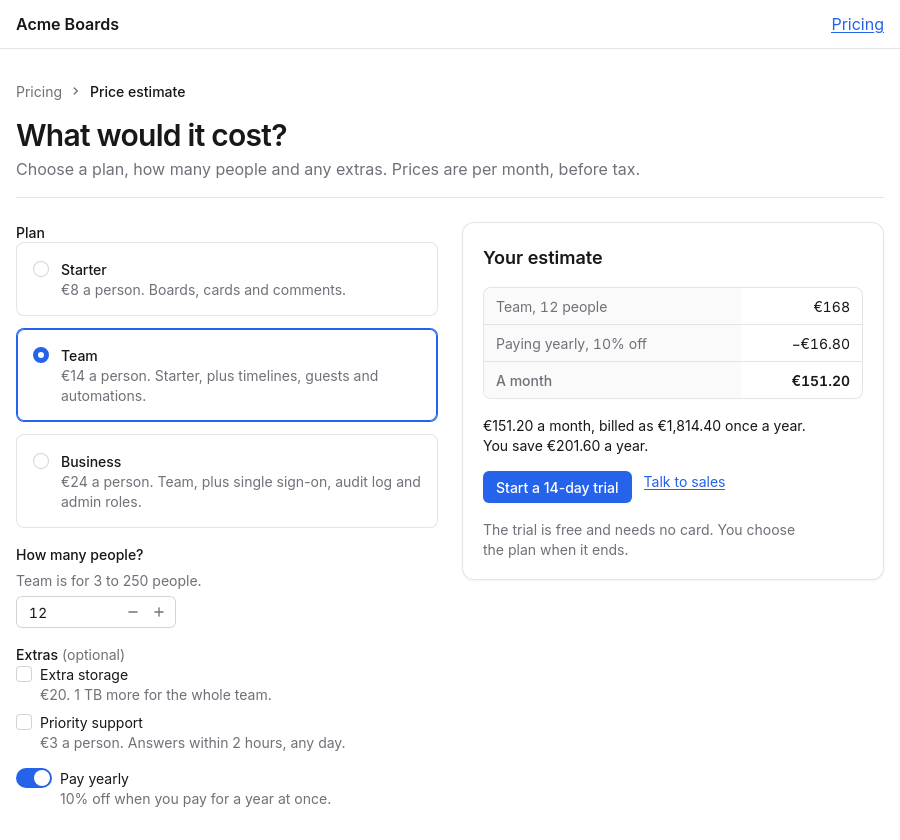 Acme Boards
Pricing
Pricing > Price estimate
What would it cost?
Choose a plan, how many people and any extras. Prices are per month, before tax.
Plan
Starter
€8 a person. Boards, cards and comments.
Team
€14 a person. Starter, plus timelines, guests and
automations.
Business
€24 a person. Team, plus single sign-on, audit log and
admin roles.
How many people?
Team is for 3 to 250 people.
12 − +
Extras (optional)
Extra storage
€20. 1 TB more for the whole team.
Priority support
€3 a person. Answers within 2 hours, any day.
Pay yearly
10% off when you pay for a year at once.
Your estimate
Team, 12 people €168
Paying yearly, 10% off −€16.80
A month €151.20
€151.20 a month, billed as €1,814.40 once a year.
You save €201.60 a year.
Start a 14-day trial
Talk to sales
The trial is free and needs no card. You choose
the plan when it ends.